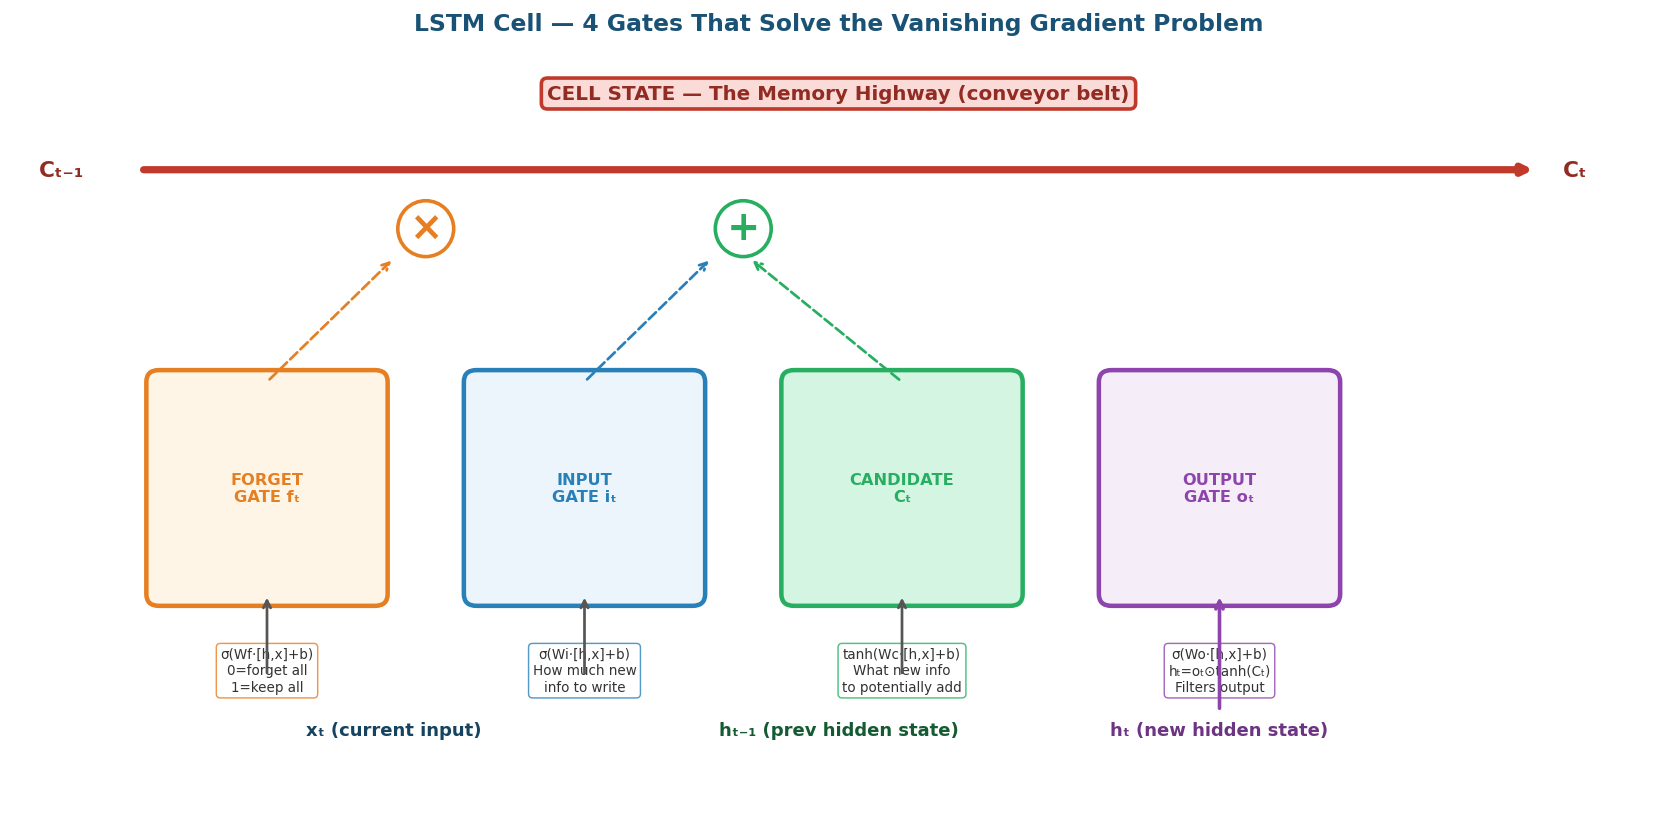 LSTM Cell — 4 Gates That Solve the Vanishing Gradient Problem
CELL STATE — The Memory Highway (conveyor belt)
Cₜ₋₁
Cₜ
×
+
FORGET
GATE fₜ
INPUT
GATE iₜ
CANDIDATE
Cₜ
OUTPUT
GATE oₜ
σ(Wf·[h,x]+b)
0=forget all
1=keep all
σ(Wi·[h,x]+b)
How much new
info to write
tanh(Wc·[h,x]+b)
What new info
to potentially add
σ(Wo·[h,x]+b)
hₜ=oₜ⊙tanh(Cₜ)
Filters output
xₜ (current input)
hₜ₋₁ (prev hidden state)
hₜ (new hidden state)